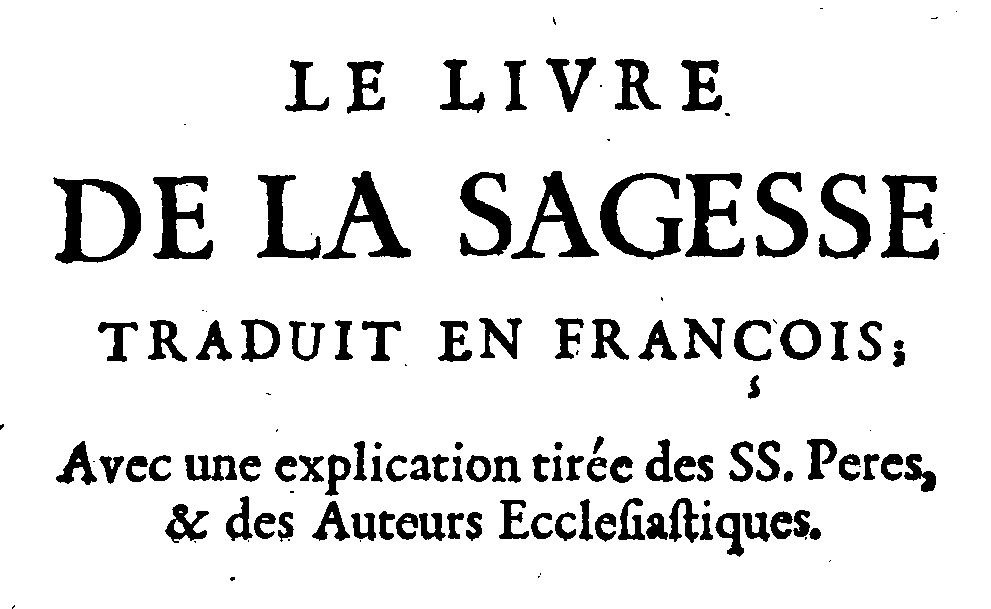 LE LIVRE
DE LA SAGESSE
TRADUIT EN FRANÇOIS;
Avec une explication tirée des SS. Peres,
& des Auteurs Eccleſiaſtiques.